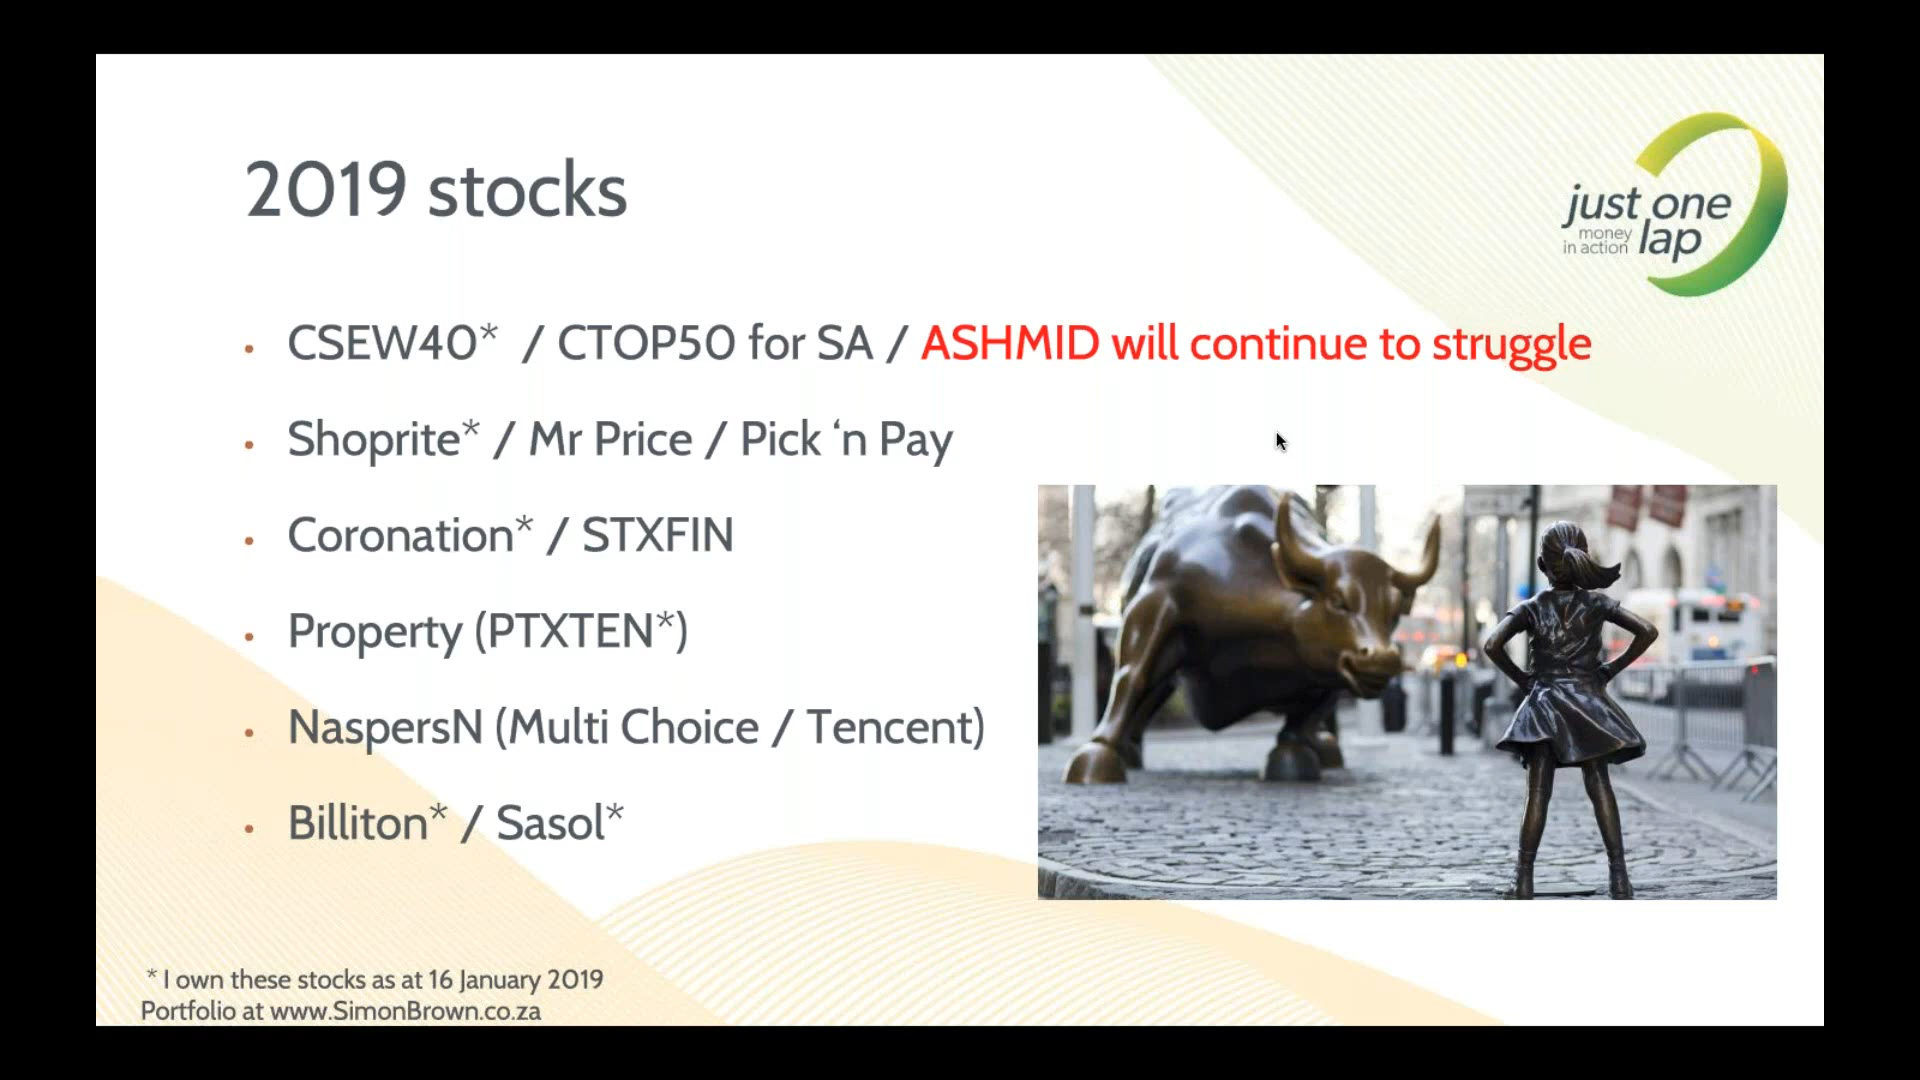 2019 stocks
just one
money lap
in action
• CSEW40* / CTOP50 for SA / ASHMID will continue to struggle
• Shoprite* / Mr Price / Pick ‘n Pay
• Coronation* / STXFIN
• Property (PTXTEN*)
• NaspersN (Multi Choice / Tencent)
• Billiton* / Sasol*
* I own these stocks as at 16 January 2019
Portfolio at www.SimonBrown.co.za